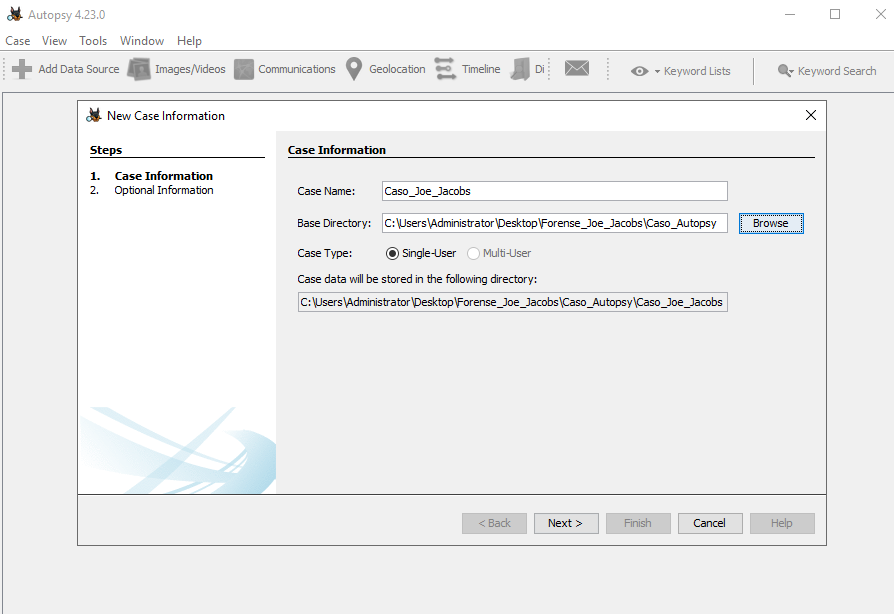 Autopsy 4.23.0
Case View Tools Window Help
Add Data Source Images/Videos Communications Geolocation Timeline Di Keyword Lists Keyword Search
New Case Information
Steps
1. Case Information
2. Optional Information
Case Information
Case Name: Caso_Joe_Jacobs
Base Directory: C:\Users\Administrator\Desktop\Forense_Joe_Jacobs\Caso_Autopsy Browse
Case Type: Single-User Multi-User
Case data will be stored in the following directory:
C:\Users\Administrator\Desktop\Forense_Joe_Jacobs\Caso_Autopsy\Caso_Joe_Jacobs
< Back Next > Finish Cancel Help